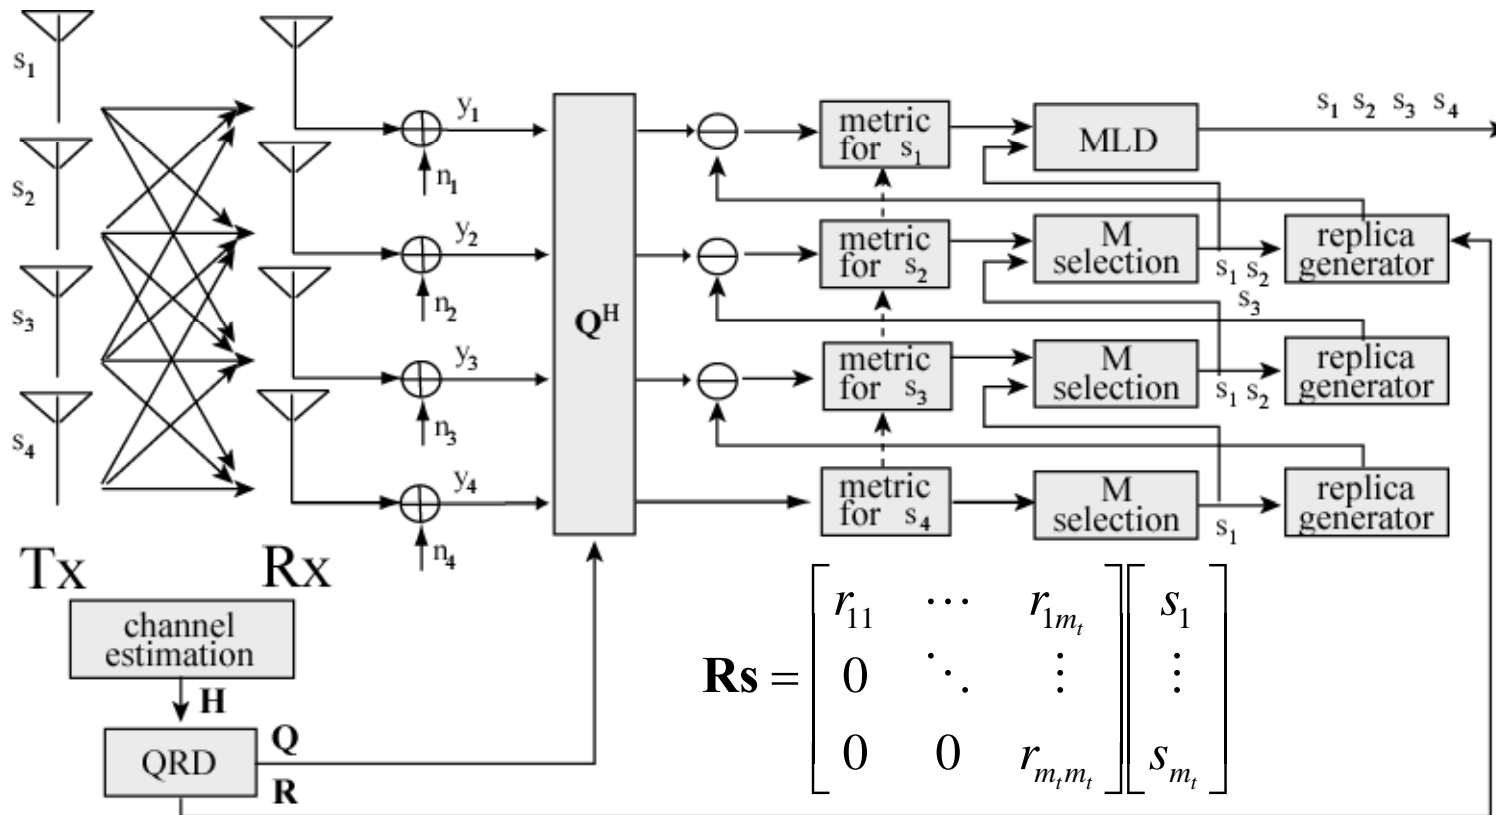 s1
s2
s3
s4
Tx
Rx
y1
n1
y2
n2
y3
n3
y4
n4
Q^H
metric
for s1
MLD
s1 s2 s3 s4
metric
for s2
M
selection
s1 s2
s3
replica
generator
metric
for s3
M
selection
s1 s2
replica
generator
metric
for s4
M
selection
s1
replica
generator
channel
estimation
H
QRD
Q
R
Rs = [ r11 ⋯ r1mt ] [ s1 ]
0 ⋱ ⋮ ⋮
0 0 rmtmt smt